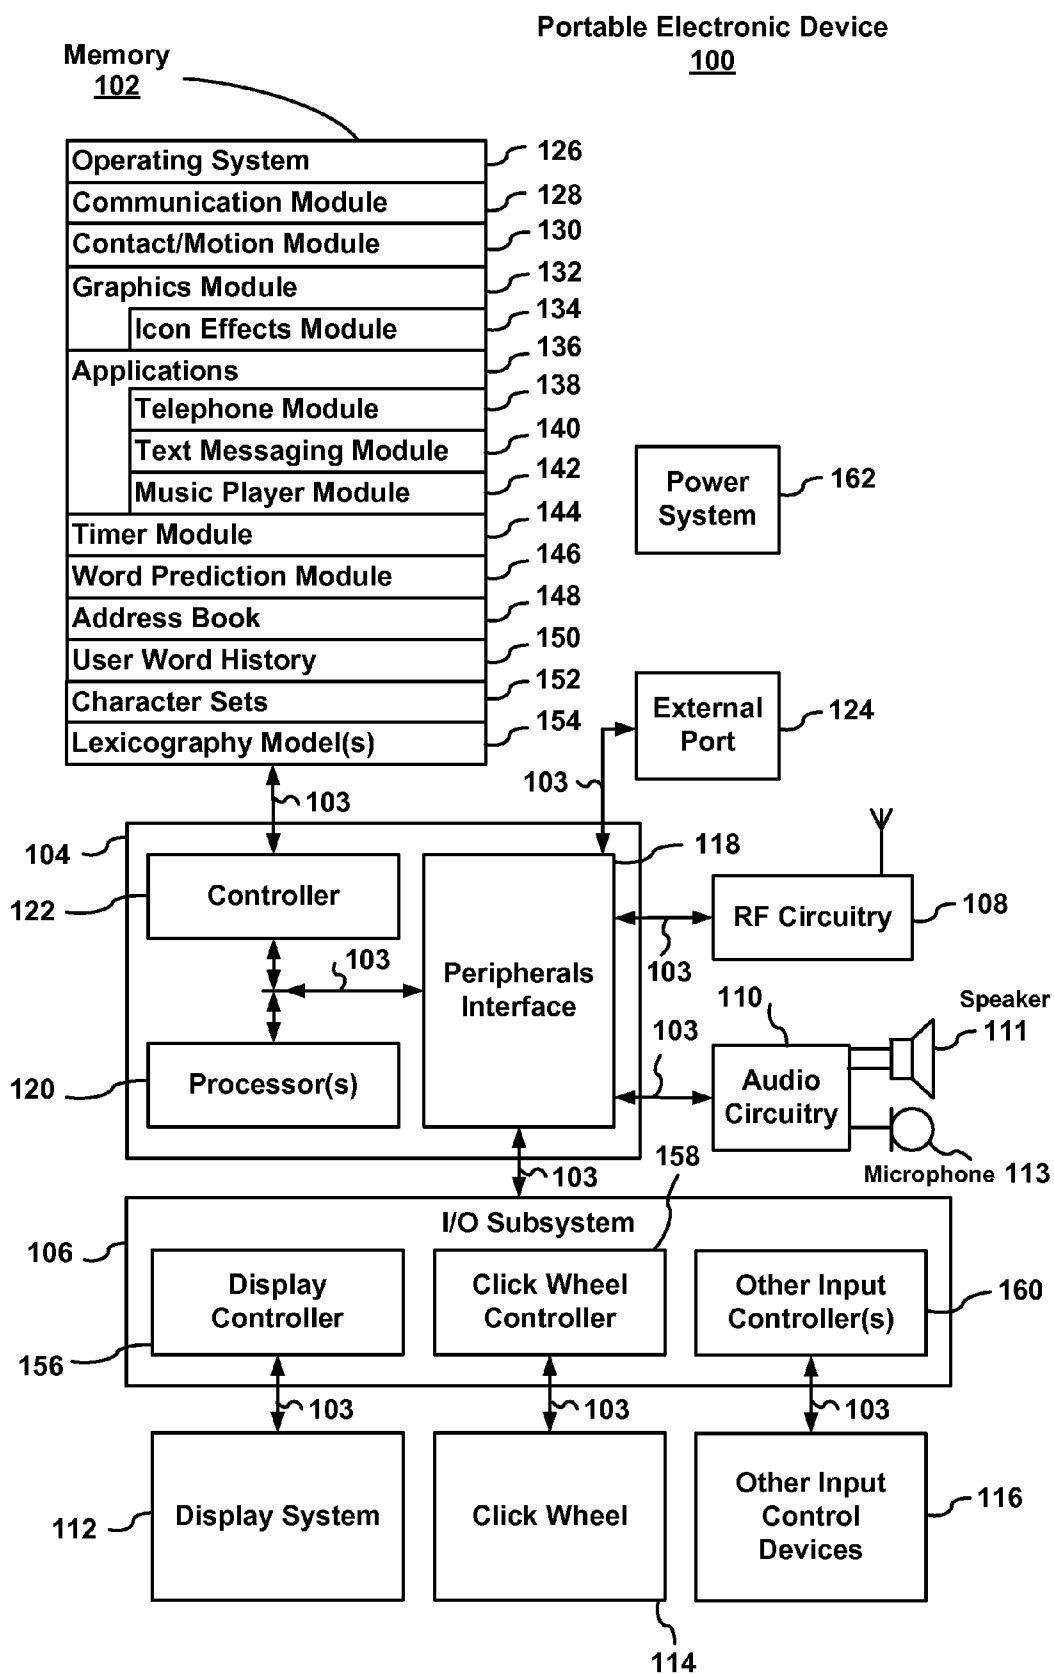 Portable Electronic Device
100
Memory
102
Operating System
126
Communication Module
128
Contact/Motion Module
130
Graphics Module
132
Icon Effects Module
134
Applications
136
Telephone Module
138
Text Messaging Module
140
Music Player Module
142
Timer Module
144
Word Prediction Module
146
Address Book
148
User Word History
150
Character Sets
152
Lexicography Model(s)
154
Power
System
162
External
Port
124
103
103
104
118
Controller
122
RF Circuitry
108
103
103
Peripherals
Interface
Speaker
111
110
103
Audio
Circuitry
Processor(s)
120
Microphone 113
103
158
I/O Subsystem
106
Display
Controller
Click Wheel
Controller
Other Input
Controller(s)
160
156
103
103
103
Display System
112
Click Wheel
Other Input
Control
Devices
116
114